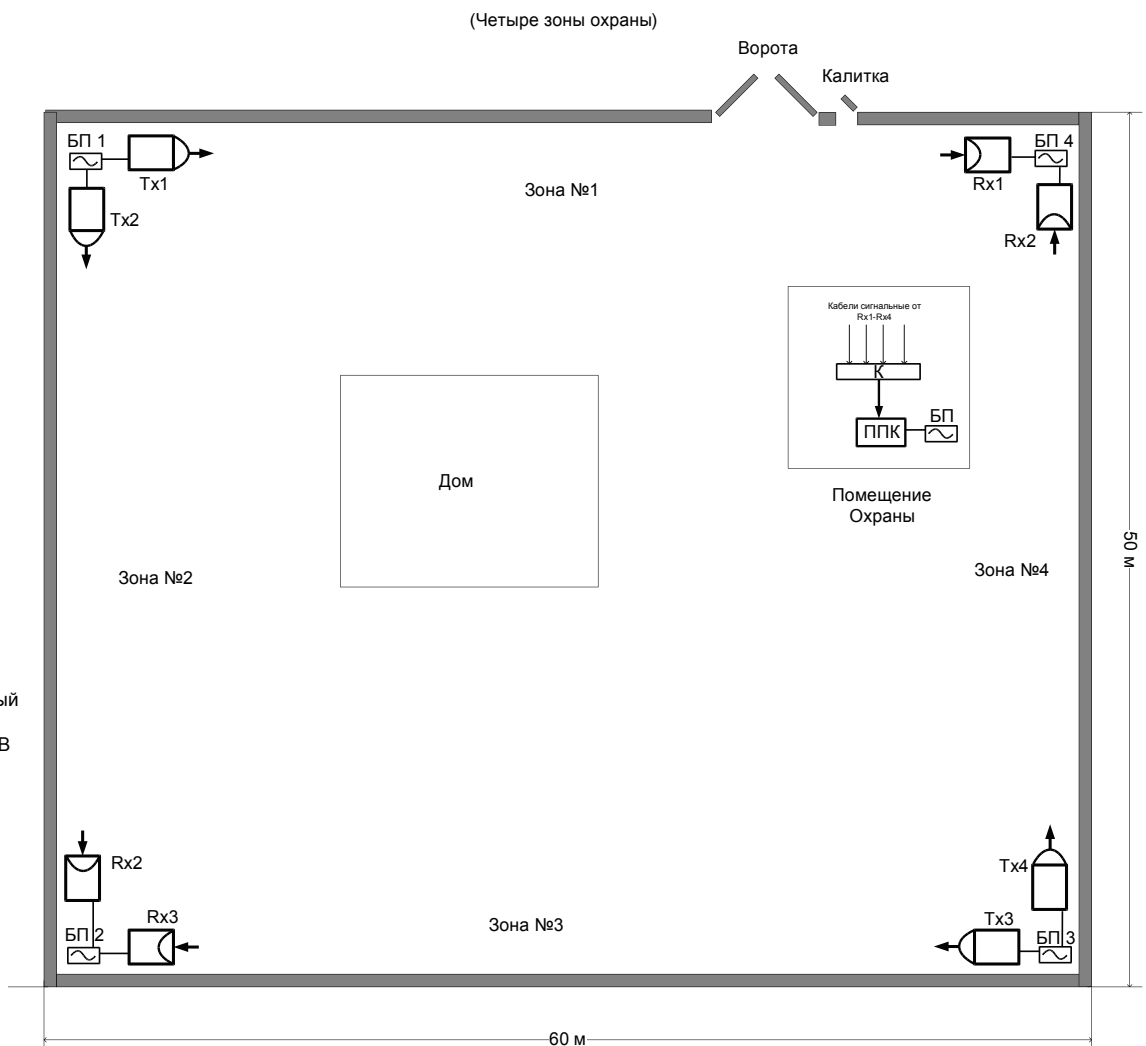 (Четыре зоны охраны)
Ворота
Калитка
БП 1
Tx1
Tx2
Зона №1
БП 4
Rx1
Rx2
Кабели сигнальные от
Rx1-Rx4
К
ППК
БП
Помещение
Охраны
Дом
50 м
Зона №2
Зона №4
ый
В
Rx2
Rx3
БП 2
Зона №3
Tx4
Tx3
БП 3
60 м